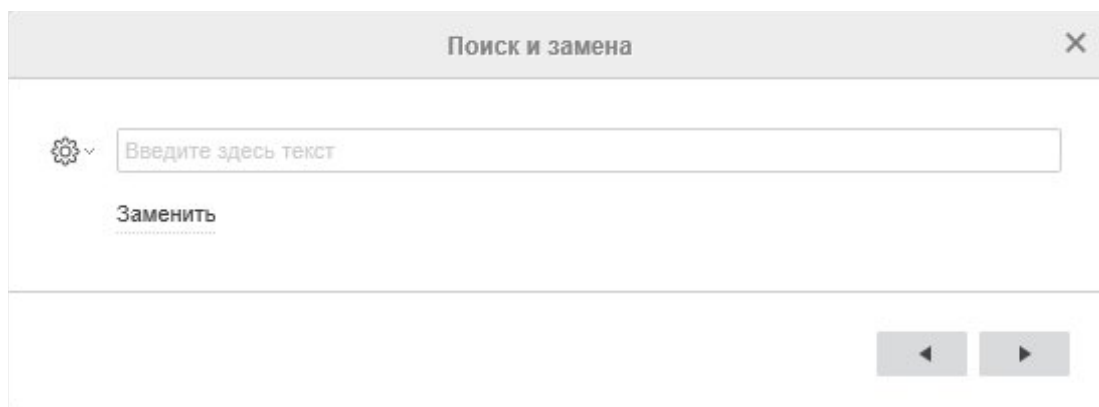 Поиск и замена
Введите здесь текст
Заменить